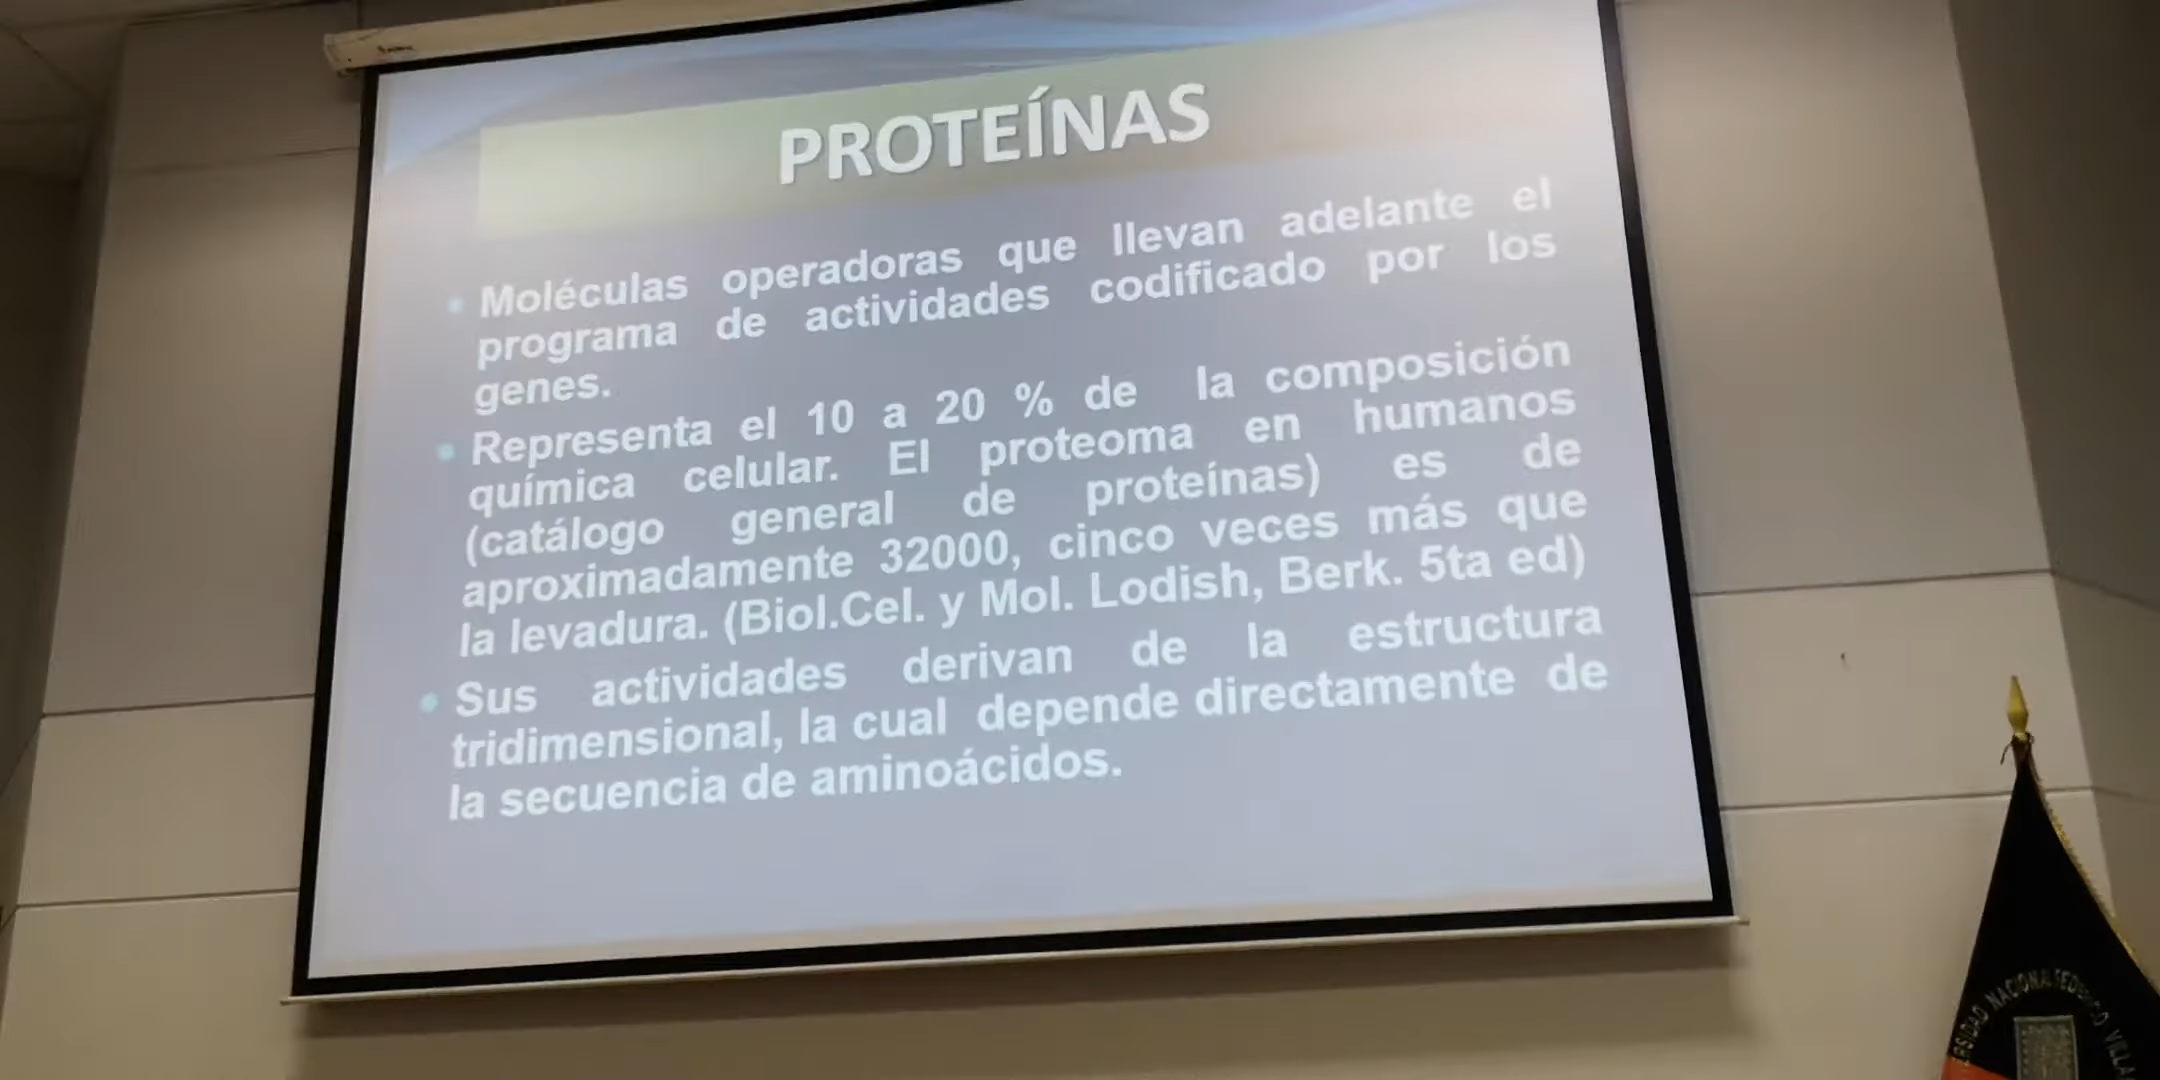 PROTEÍNAS
• Moléculas operadoras que llevan adelante el
programa de actividades codificado por los
genes.
• Representa el 10 a 20 % de la composición
química celular. El proteoma en humanos
(catálogo general de proteínas) es de
aproximadamente 32000, cinco veces más que
la levadura. (Biol.Cel. y Mol. Lodish, Berk. 5ta ed)
• Sus actividades derivan de la estructura
tridimensional, la cual depende directamente de
la secuencia de aminoácidos.
NACIONAL